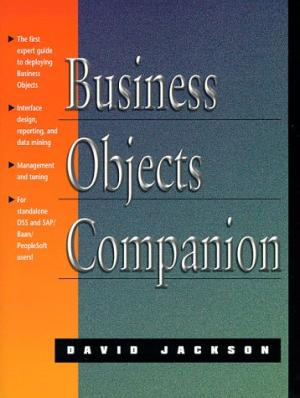 The first
expert guide
to deploying
Business
Objects
Interface
design,
reporting, and
data mining
Management
and tuning
For
standalone
DSS and SAP/
Baan/
PeopleSoft
users!
Business
Objects
Companion
DAVID JACKSON